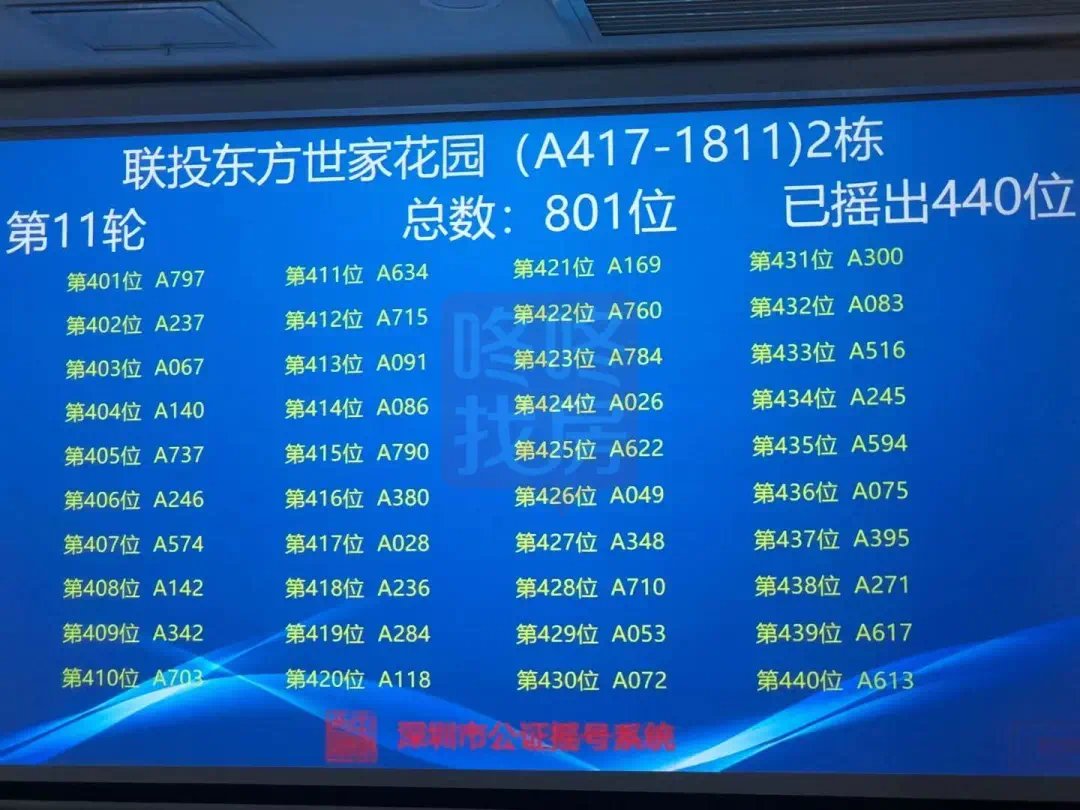 联投东方世家花园（A417-1811)2栋
第11轮 总数：801位 已摇出440位
第401位 A797 第411位 A634 第421位 A169 第431位 A300
第402位 A237 第412位 A715 第422位 A760 第432位 A083
第403位 A067 第413位 A091 第423位 A784 第433位 A516
第404位 A140 第414位 A086 第424位 A026 第434位 A245
第405位 A737 第415位 A790 第425位 A622 第435位 A594
第406位 A246 第416位 A380 第426位 A049 第436位 A075
第407位 A574 第417位 A028 第427位 A348 第437位 A395
第408位 A142 第418位 A236 第428位 A710 第438位 A271
第409位 A342 第419位 A284 第429位 A053 第439位 A617
第410位 A703 第420位 A118 第430位 A072 第440位 A613
咚咚
找房
深圳市公证摇号系统